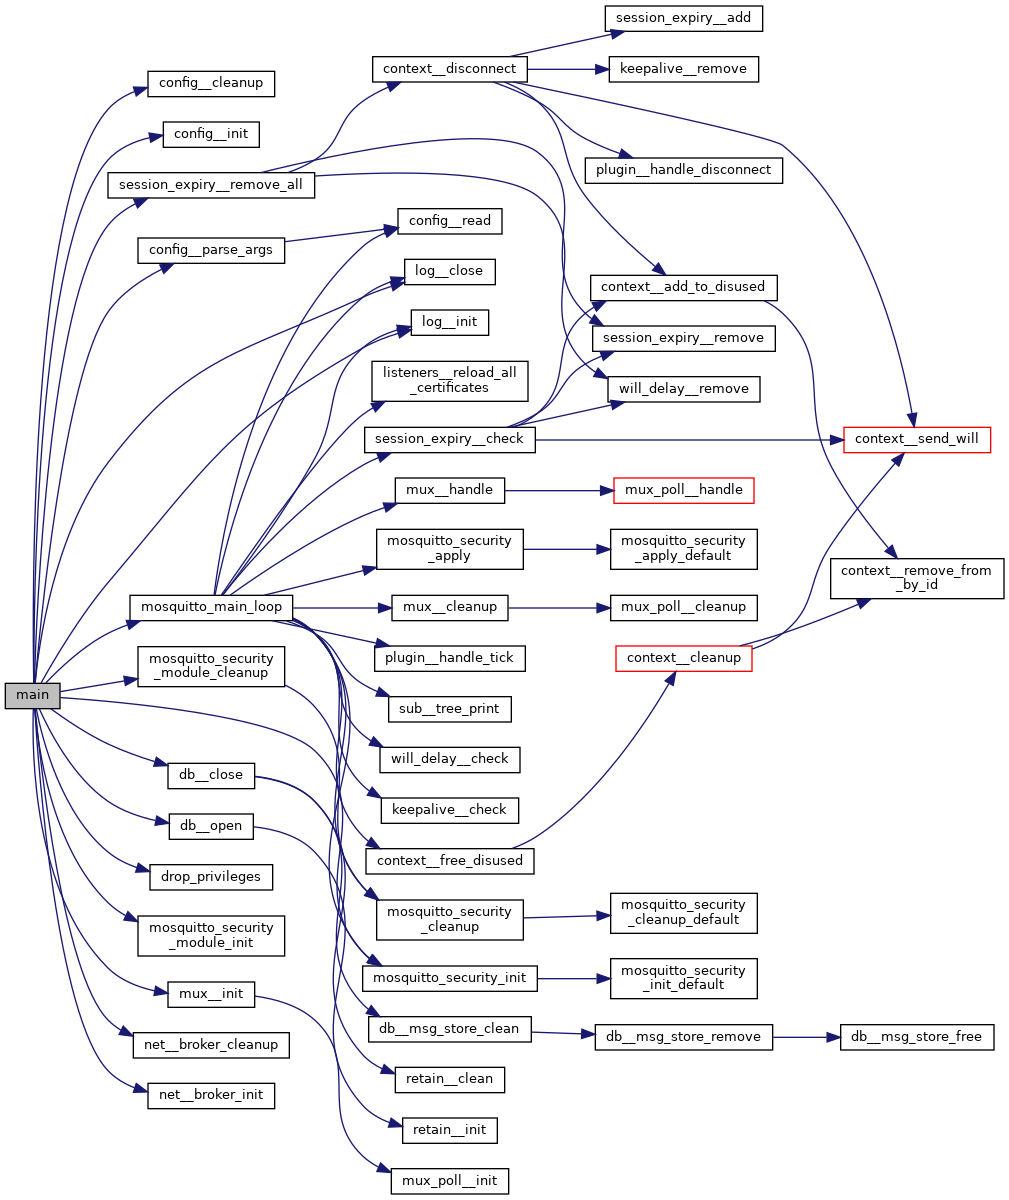 main
config__cleanup
config__init
session_expiry__remove_all
config__parse_args
mosquitto_main_loop
mosquitto_security
_module_cleanup
db__close
db__open
drop_privileges
mosquitto_security
_module_init
mux__init
net__broker_cleanup
net__broker_init
context__disconnect
config__read
log__close
log__init
listeners__reload_all
_certificates
session_expiry__check
mux__handle
mosquitto_security
_apply
mux__cleanup
plugin__handle_tick
sub__tree_print
will_delay__check
keepalive__check
context__free_disused
mosquitto_security
_cleanup
mosquitto_security_init
db__msg_store_clean
retain__clean
retain__init
mux_poll__init
session_expiry__add
keepalive__remove
plugin__handle_disconnect
context__add_to_disused
session_expiry__remove
will_delay__remove
mux_poll__handle
mosquitto_security
_apply_default
mux_poll__cleanup
context__cleanup
mosquitto_security
_cleanup_default
mosquitto_security
_init_default
db__msg_store_remove
context__send_will
context__remove_from
_by_id
db__msg_store_free